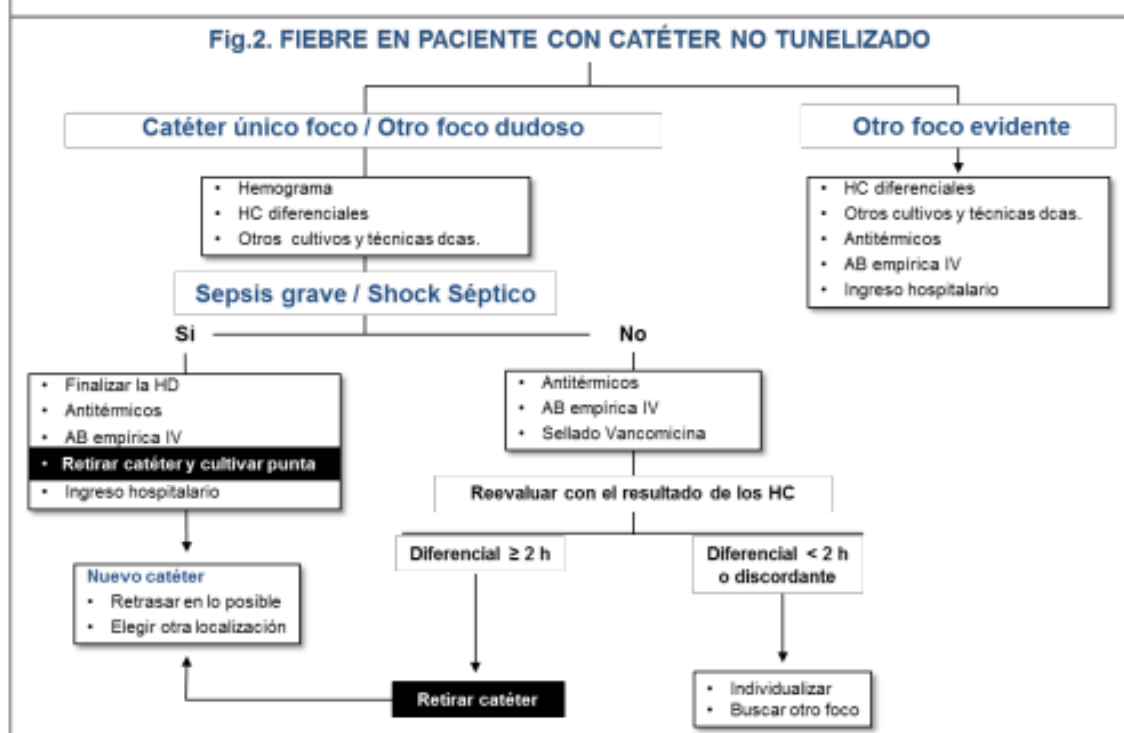 Fig.2. FIEBRE EN PACIENTE CON CATÉTER NO TUNELIZADO
Catéter único foco / Otro foco dudoso
Otro foco evidente
• Hemograma
• HC diferenciales
• Otros cultivos y técnicas dcas.
• HC diferenciales
• Otros cultivos y técnicas dcas.
• Antitérmicos
• AB empírica IV
• Ingreso hospitalario
Sepsis grave / Shock Séptico
Si
No
• Finalizar la HD
• Antitérmicos
• AB empírica IV
• Retirar catéter y cultivar punta
• Ingreso hospitalario
• Antitérmicos
• AB empírica IV
• Sellado Vancomicina
Reevaluar con el resultado de los HC
Diferencial ≥ 2 h
Diferencial < 2 h
o discordante
Nuevo catéter
• Retrasar en lo posible
• Elegir otra localización
Retirar catéter
• Individualizar
• Buscar otro foco